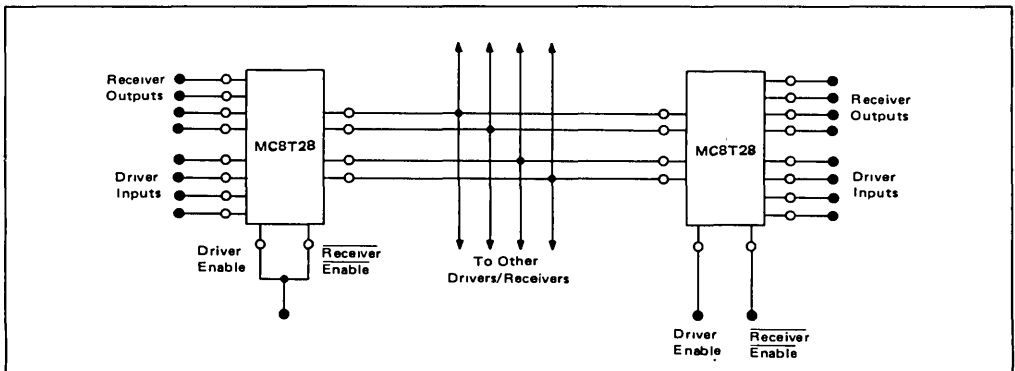 Receiver
Outputs
MC8T28
Driver
Inputs
Driver
Enable
Receiver
Enable
To Other
Drivers/Receivers
MC8T28
Receiver
Outputs
Driver
Inputs
Driver
Enable
Receiver
Enable